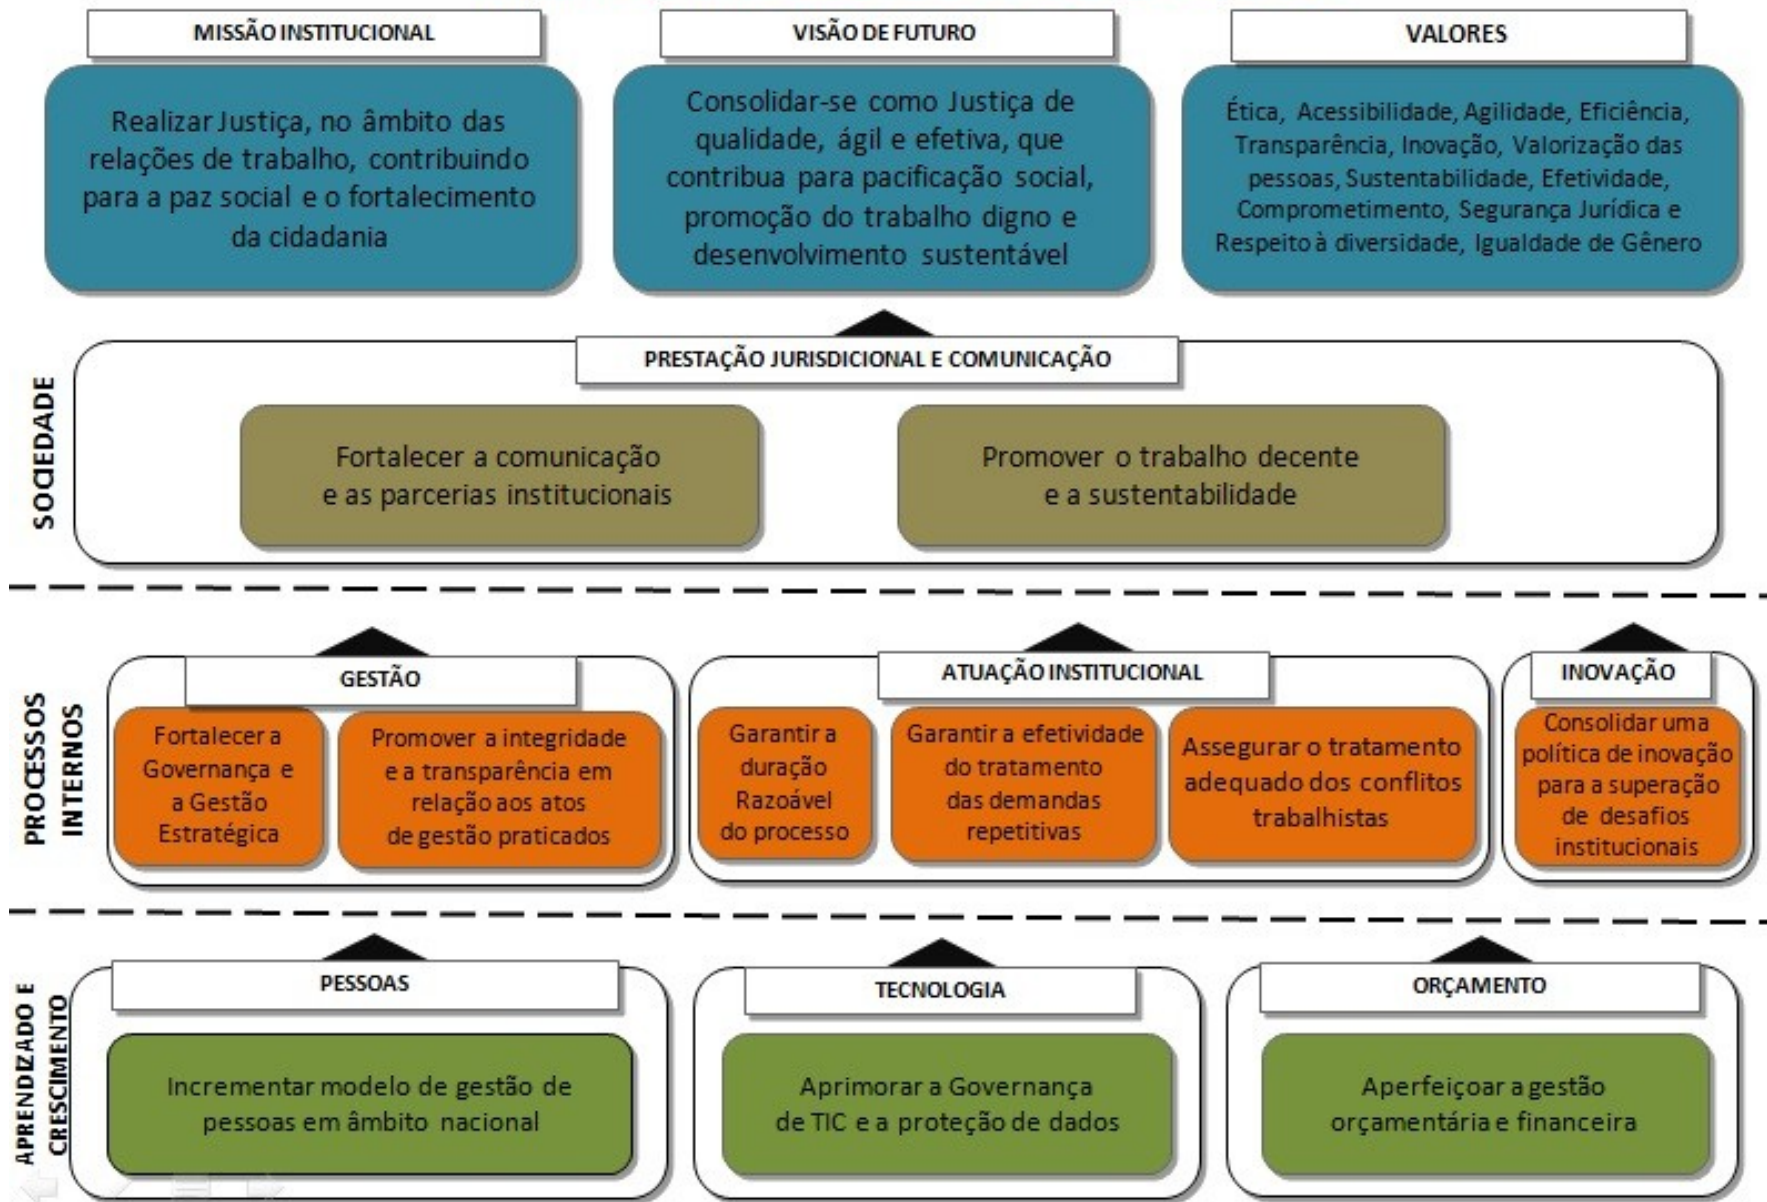 MISSÃO INSTITUCIONAL
Realizar Justiça, no âmbito das
relações de trabalho, contribuindo
para a paz social e o fortalecimento
da cidadania
VISÃO DE FUTURO
Consolidar-se como Justiça de
qualidade, ágil e efetiva, que
contribua para pacificação social,
promoção do trabalho digno e
desenvolvimento sustentável
VALORES
Ética, Acessibilidade, Agilidade, Eficiência,
Transparência, Inovação, Valorização das
pessoas, Sustentabilidade, Efetividade,
Comprometimento, Segurança Jurídica e
Respeito à diversidade, Igualdade de Gênero
SOCIEDADE
PRESTAÇÃO JURISDICIONAL E COMUNICAÇÃO
Fortalecer a comunicação
e as parcerias institucionais
Promover o trabalho decente
e a sustentabilidade
PROCESSOS
INTERNOS
GESTÃO
Fortalecer a
Governança e
a Gestão
Estratégica
Promover a integridade
e a transparência em
relação aos atos
de gestão praticados
ATUAÇÃO INSTITUCIONAL
Garantir a
duração
Razoável
do processo
Garantir a efetividade
do tratamento
das demandas
repetitivas
Assegurar o tratamento
adequado dos conflitos
trabalhistas
INOVAÇÃO
Consolidar uma
política de inovação
para a superação
de desafios
institucionais
APRENDIZADO E
CRESCIMENTO
PESSOAS
Incrementar modelo de gestão de
pessoas em âmbito nacional
TECNOLOGIA
Aprimorar a Governança
de TIC e a proteção de dados
ORÇAMENTO
Aperfeiçoar a gestão
orçamentária e financeira